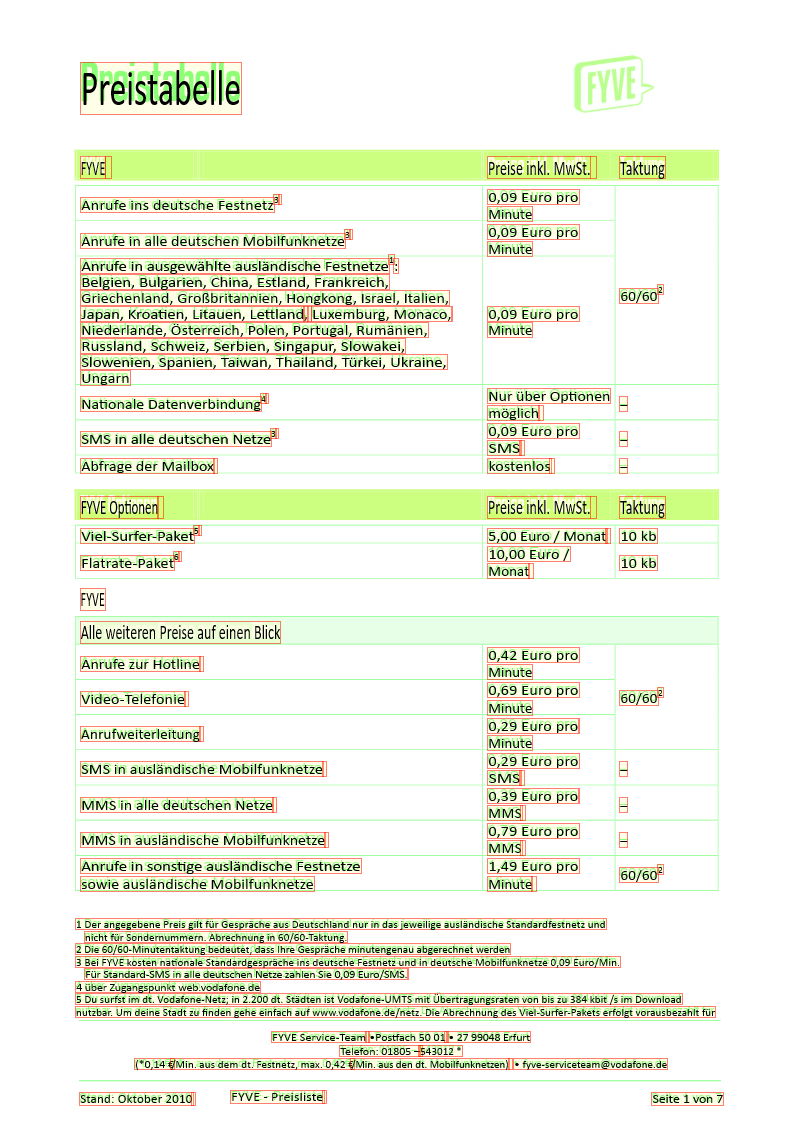 Preistabelle
FYVE
FYVE Preise inkl. MwSt. Taktung
Anrufe ins deutsche Festnetz³ 0,09 Euro pro
Minute
Anrufe in alle deutschen Mobilfunknetze³ 0,09 Euro pro
Minute
Anrufe in ausgewählte ausländische Festnetze¹:
Belgien, Bulgarien, China, Estland, Frankreich,
Griechenland, Großbritannien, Hongkong, Israel, Italien,
Japan, Kroatien, Litauen, Lettland, Luxemburg, Monaco,
Niederlande, Österreich, Polen, Portugal, Rumänien,
Russland, Schweiz, Serbien, Singapur, Slowakei,
Slowenien, Spanien, Taiwan, Thailand, Türkei, Ukraine,
Ungarn
0,09 Euro pro
Minute
60/60²
Nationale Datenverbindung⁴ Nur über Optionen
möglich –
SMS in alle deutschen Netze³ 0,09 Euro pro
SMS –
Abfrage der Mailbox kostenlos –
FYVE Optionen Preise inkl. MwSt. Taktung
Viel-Surfer-Paket⁵ 5,00 Euro / Monat 10 kb
Flatrate-Paket⁶ 10,00 Euro /
Monat 10 kb
FYVE
Alle weiteren Preise auf einen Blick
Anrufe zur Hotline 0,42 Euro pro
Minute
Video-Telefonie 0,69 Euro pro
Minute
60/60²
Anrufweiterleitung 0,29 Euro pro
Minute
SMS in ausländische Mobilfunknetze 0,29 Euro pro
SMS –
MMS in alle deutschen Netze 0,39 Euro pro
MMS –
MMS in ausländische Mobilfunknetze 0,79 Euro pro
MMS –
Anrufe in sonstige ausländische Festnetze
sowie ausländische Mobilfunknetze
1,49 Euro pro
Minute
60/60²
1 Der angegebene Preis gilt für Gespräche aus Deutschland nur in das jeweilige ausländische Standardfestnetz und
nicht für Sondernummern. Abrechnung in 60/60-Taktung.
2 Die 60/60-Minutentaktung bedeutet, dass Ihre Gespräche minutengenau abgerechnet werden
3 Bei FYVE kosten nationale Standardgespräche ins deutsche Festnetz und in deutsche Mobilfunknetze 0,09 Euro/Min.
Für Standard-SMS in alle deutschen Netze zahlen Sie 0,09 Euro/SMS.
4 über Zugangspunkt web.vodafone.de
5 Du surfst im dt. Vodafone-Netz; in 2.200 dt. Städten ist Vodafone-UMTS mit Übertragungsraten von bis zu 384 kbit /s im Download
nutzbar. Um deine Stadt zu finden gehe einfach auf www.vodafone.de/netz. Die Abrechnung des Viel-Surfer-Pakets erfolgt vorausbezahlt für
FYVE Service-Team •Postfach 50 01 • 27 99048 Erfurt
Telefon: 01805 –543012 *
(*0,14 €/Min. aus dem dt. Festnetz, max. 0,42 €/Min. aus den dt. Mobilfunknetzen) • fyve-serviceteam@vodafone.de
Stand: Oktober 2010 FYVE - Preisliste Seite 1 von 7